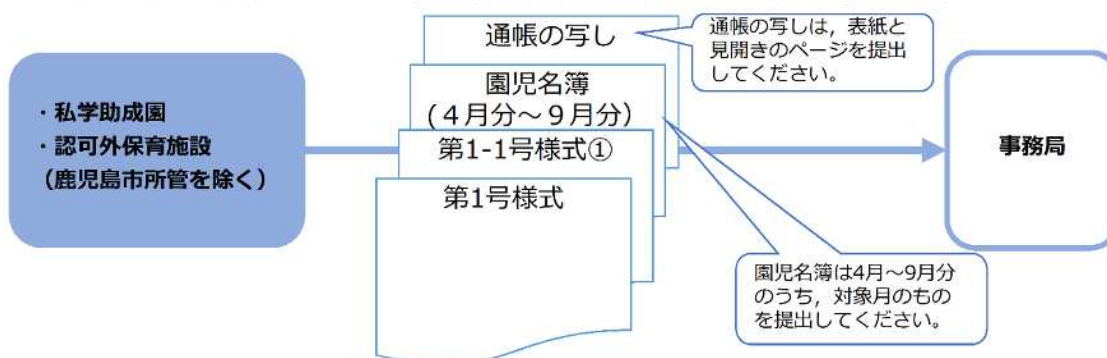 ・私学助成園
・認可外保育施設
(鹿児島市所管を除く)
通帳の写し
園児名簿
(4月分～9月分)
第1-1号様式①
第1号様式
通帳の写しは，表紙と
見開きのページを提出
してください。
園児名簿は4月～9月分
のうち，対象月のもの
を提出してください。
事務局